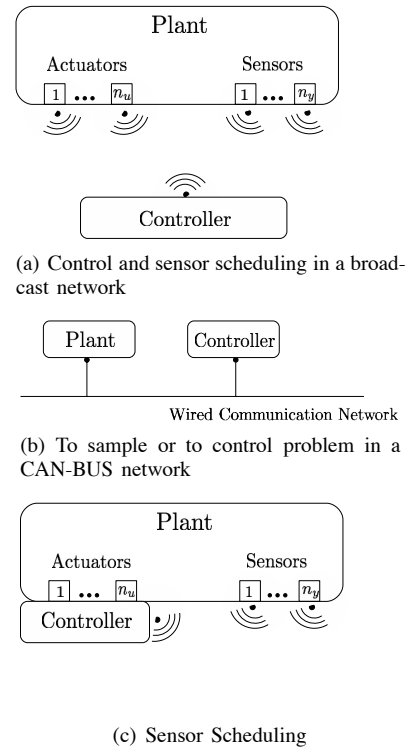 Plant
Actuators Sensors
1 ... n_u 1 ... n_y
Controller
(a) Control and sensor scheduling in a broad-
cast network
Plant Controller
Wired Communication Network
(b) To sample or to control problem in a
CAN-BUS network
Plant
Actuators Sensors
1 ... n_u 1 ... n_y
Controller
(c) Sensor Scheduling